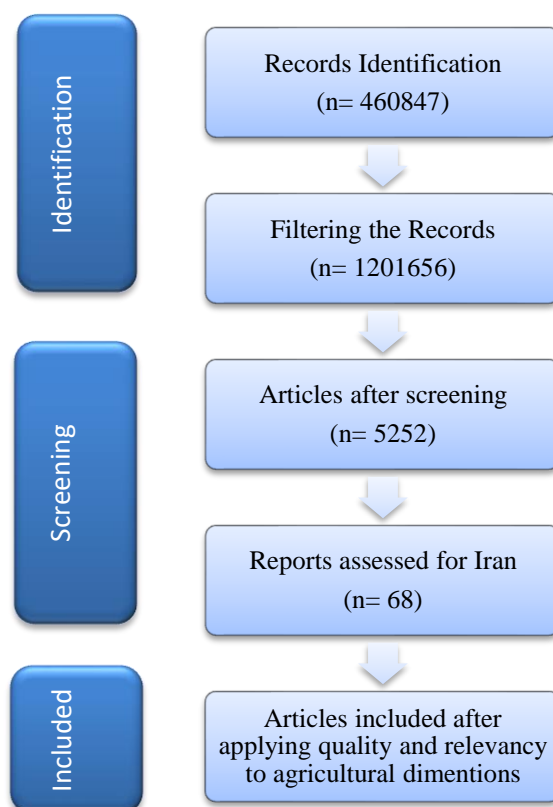 Identification
Records Identification
(n= 460847)
Filtering the Records
(n= 1201656)
Screening
Articles after screening
(n= 5252)
Reports assessed for Iran
(n= 68)
Included
Articles included after
applying quality and relevancy
to agricultural dimentions